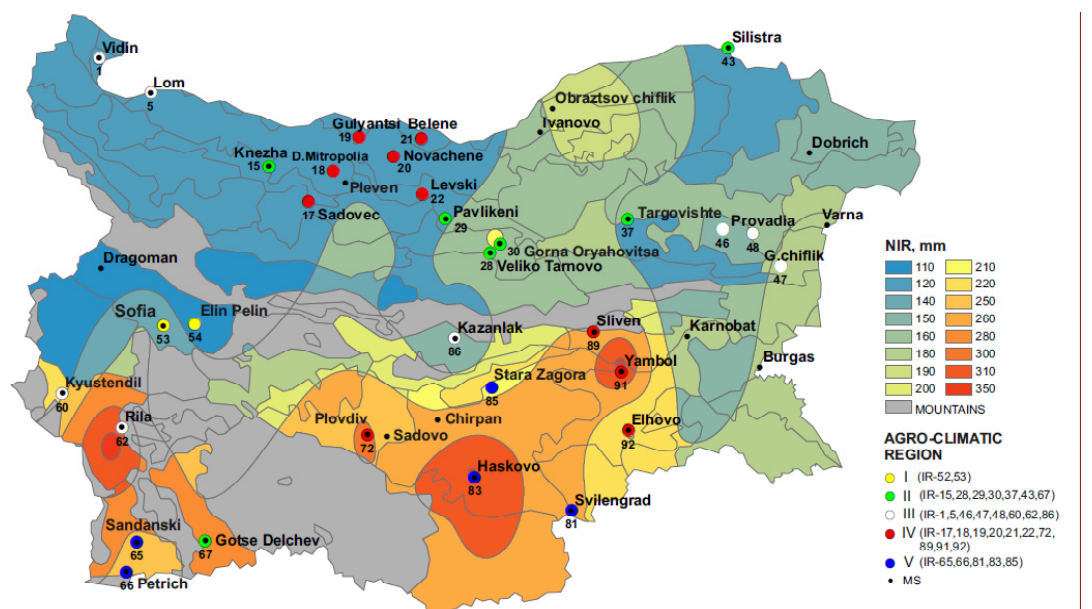 Vidin
1
Lom
5
Silistra
43
Obraztsov chiflik
Ivanovo
Gulyantsi Belene
19
21
Dobrich
Knezha
15
D.Mitropolia
18
Novachene
20
Pleven
Levski
22
17 Sadovec
Pavlikeni
29
Targovishte
37
Provadia
46
48
Varna
30 Gorna Oryahovitsa
28
Veliko Tarnovo
G.chiflik
47
Dragoman
Sofia
53
Elin Pelin
54
Kazanlak
86
Sliven
89
Karnobat
Yambol
91
Burgas
Kyustendil
60
Stara Zagora
85
Rila
62
Plovdiv
72
Chirpan
Sadovo
Elhovo
92
Haskovo
83
Svilengrad
81
Sandanski
65
Gotse Delchev
67
66 Petrich
NIR, mm
110 210
120 220
140 250
150 260
160 280
180 300
190 310
200 350
MOUNTAINS
AGRO-CLIMATIC
REGION
I (IR-52,53)
II (IR-15,28,29,30,37,43,67)
III (IR-1,5,46,47,48,60,62,86)
IV (IR-17,18,19,20,21,22,72,
89,91,92)
V (IR-65,66,81,83,85)
MS